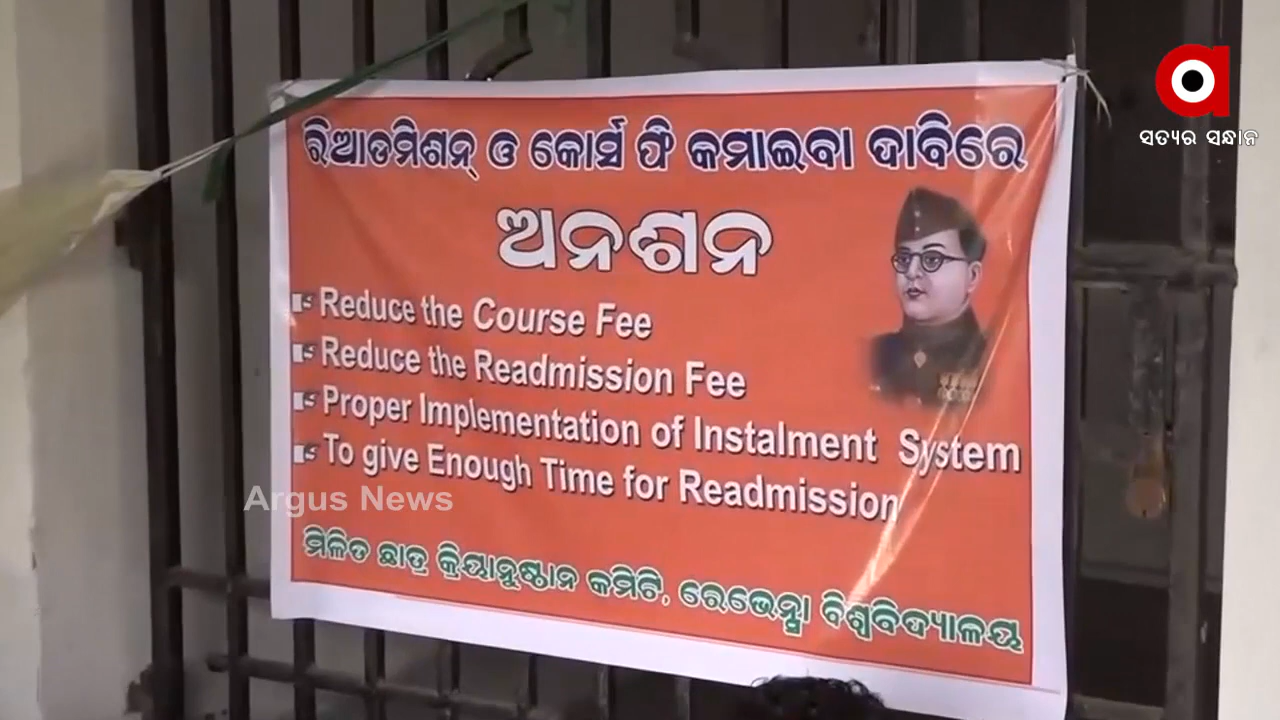 ସତ୍ୟର ସନ୍ଧାନ
ରିଆଡମିଶନ୍ ଓ କୋର୍ସ ଫି କମାଇବା ଦାବିରେ
ଅନଶନ
Reduce the Course Fee
Reduce the Readmission Fee
Proper Implementation of Instalment System
To give Enough Time for Readmission
Argus News
ମିଳିତ ଛାତ୍ର କ୍ରିୟାନୁଷ୍ଠାନ କମିଟି, ରେଭେନ୍ସା ବିଶ୍ୱବିଦ୍ୟାଳୟ